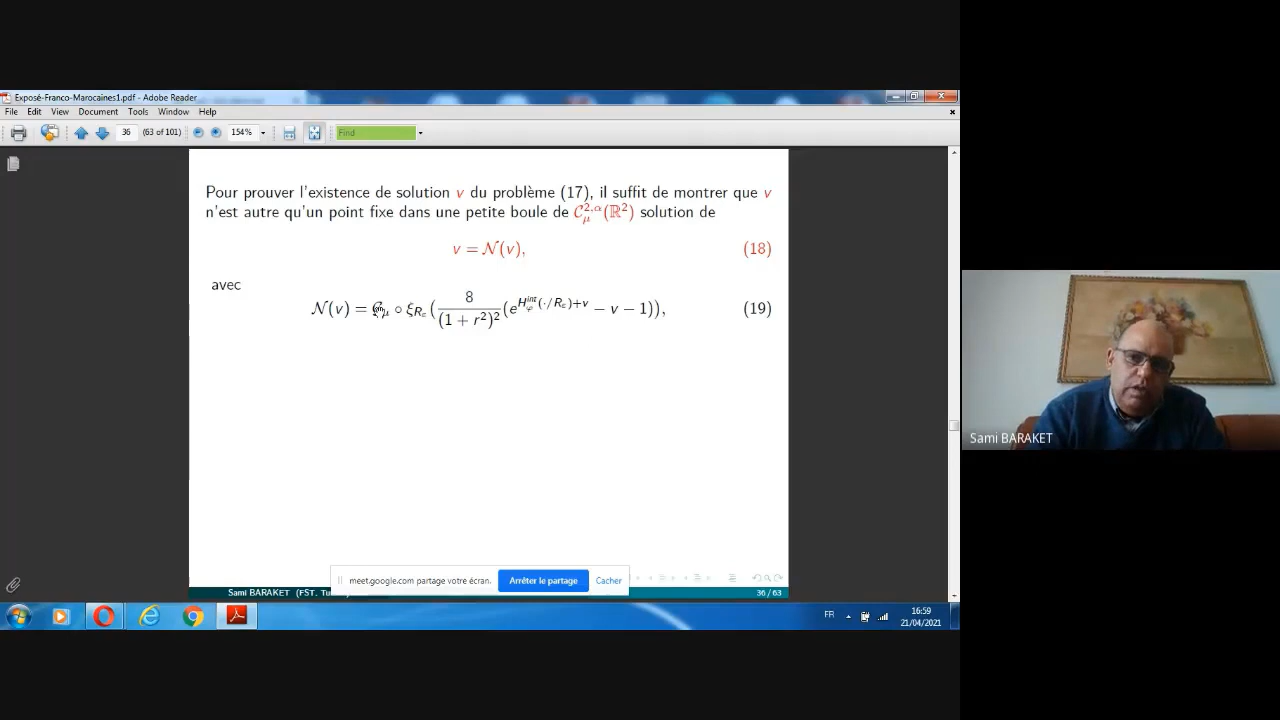 Exposé-Franco-Marocaines1.pdf - Adobe Reader
File Edit View Document Tools Window Help
36 (63 of 101) 154% Find
Pour prouver l'existence de solution v du problème (17), il suffit de montrer que v
n'est autre qu'un point fixe dans une petite boule de 𝒞_μ^{2,α}(ℝ²) solution de
v = 𝒩(v), (18)
avec
𝒩(v) = 𝒢_μ ∘ ξ_{R_ε}(8/(1 + r²)²(e^{H_φ^{int}(·/R_ε)+v} − v − 1)), (19)
Sami BARAKET
meet.google.com partage votre écran. Arrêter le partage Cacher
Sami BARAKET (FST.
36 / 63
FR 16:59
21/04/2021